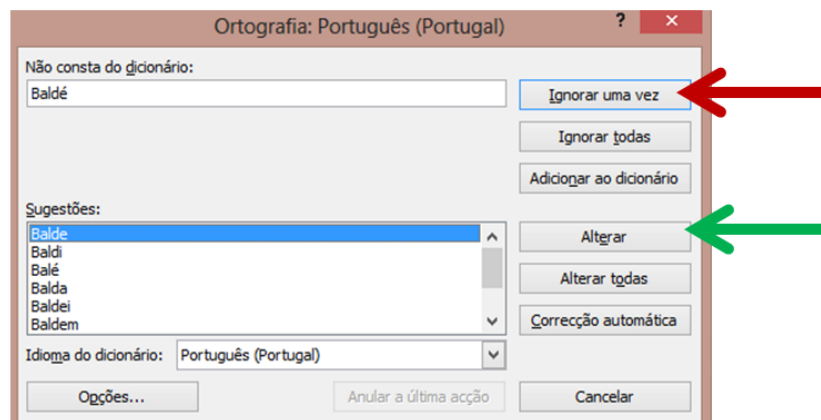 Ortografia: Português (Portugal)
? ×
Não consta do dicionário:
Baldé
Ignorar uma vez
Ignorar todas
Adicionar ao dicionário
Sugestões:
Balde
Baldi
Balé
Balda
Baldei
Baldem
Alterar
Alterar todas
Correcção automática
Idioma do dicionário: Português (Portugal)
Opções...
Anular a última acção
Cancelar